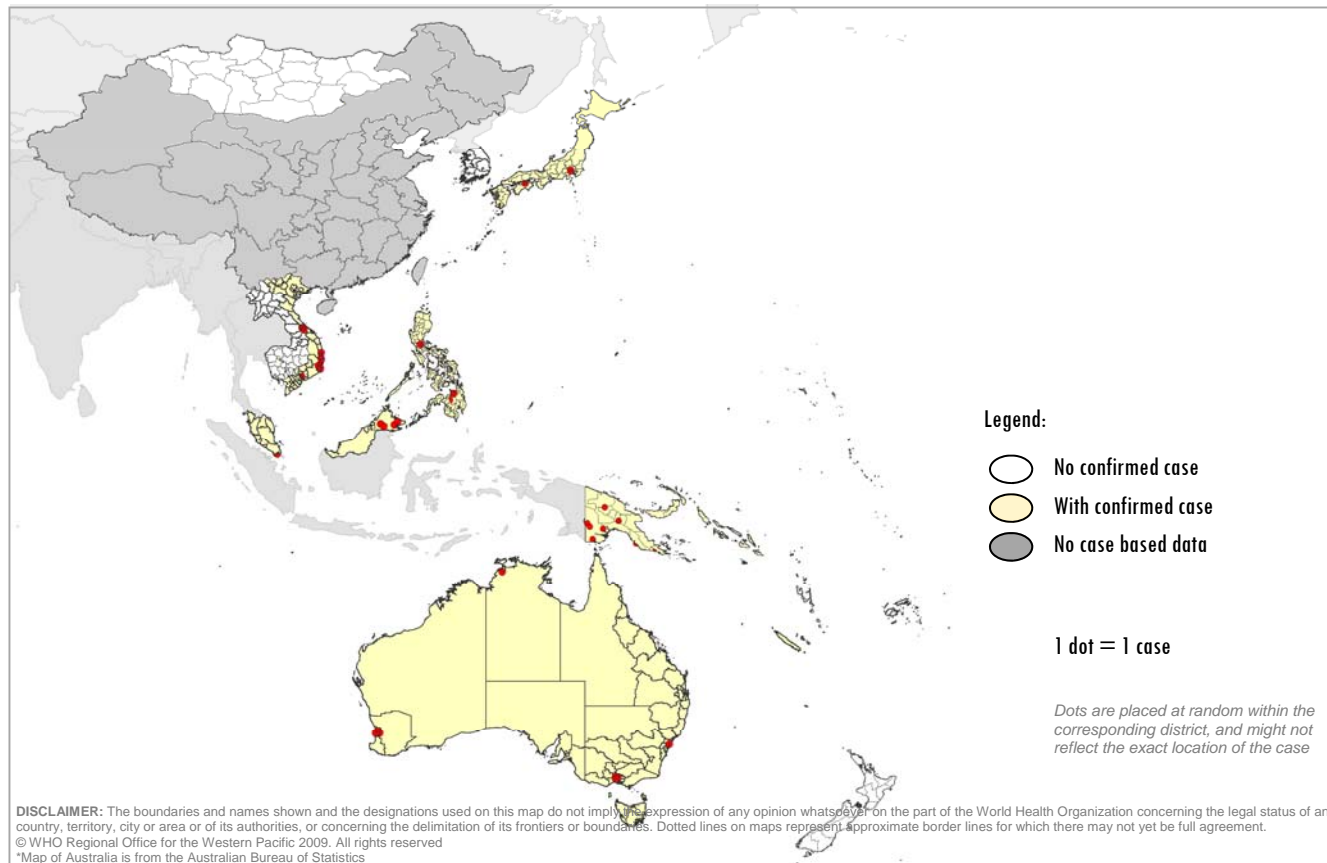 Legend:
No confirmed case
With confirmed case
No case based data
1 dot = 1 case
Dots are placed at random within the
corresponding district, and might not
reflect the exact location of the case
DISCLAIMER: The boundaries and names shown and the designations used on this map do not imply the expression of any opinion whatsoever on the part of the World Health Organization concerning the legal status of an
country, territory, city or area or of its authorities, or concerning the delimitation of its frontiers or boundaries. Dotted lines on maps represent approximate border lines for which there may not yet be full agreement.
© WHO Regional Office for the Western Pacific 2009. All rights reserved
*Map of Australia is from the Australian Bureau of Statistics